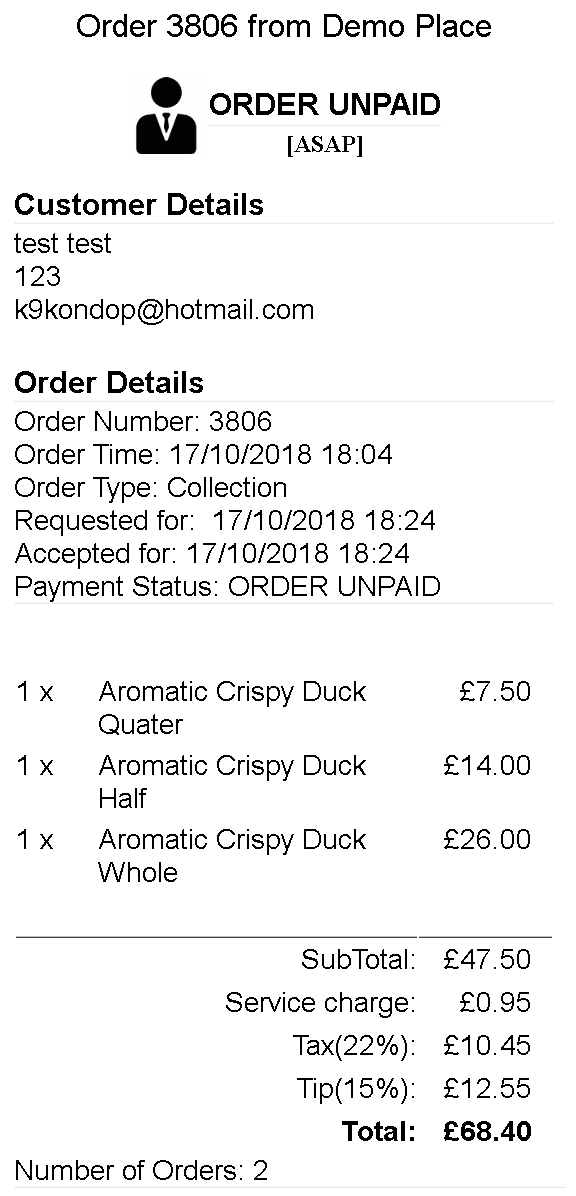 Order 3806 from Demo Place
ORDER UNPAID
[ASAP]
Customer Details
test test
123
k9kondop@hotmail.com
Order Details
Order Number: 3806
Order Time: 17/10/2018 18:04
Order Type: Collection
Requested for:  17/10/2018 18:24
Accepted for: 17/10/2018 18:24
Payment Status: ORDER UNPAID
1 x Aromatic Crispy Duck £7.50
Quater
1 x Aromatic Crispy Duck £14.00
Half
1 x Aromatic Crispy Duck £26.00
Whole
SubTotal: £47.50
Service charge: £0.95
Tax(22%): £10.45
Tip(15%): £12.55
Total: £68.40
Number of Orders: 2